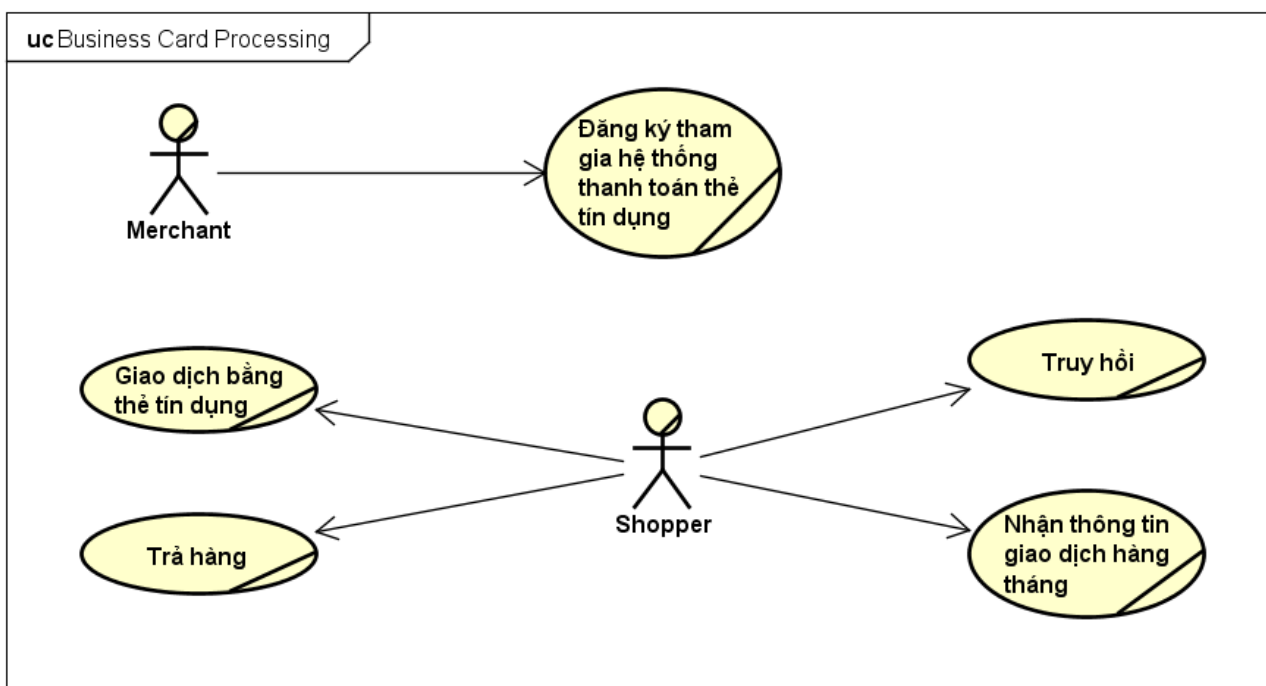 uc Business Card Processing
Merchant
Đăng ký tham
gia hệ thống
thanh toán thẻ
tín dụng
Giao dịch bằng
thẻ tín dụng
Truy hồi
Shopper
Trả hàng
Nhận thông tin
giao dịch hàng
tháng